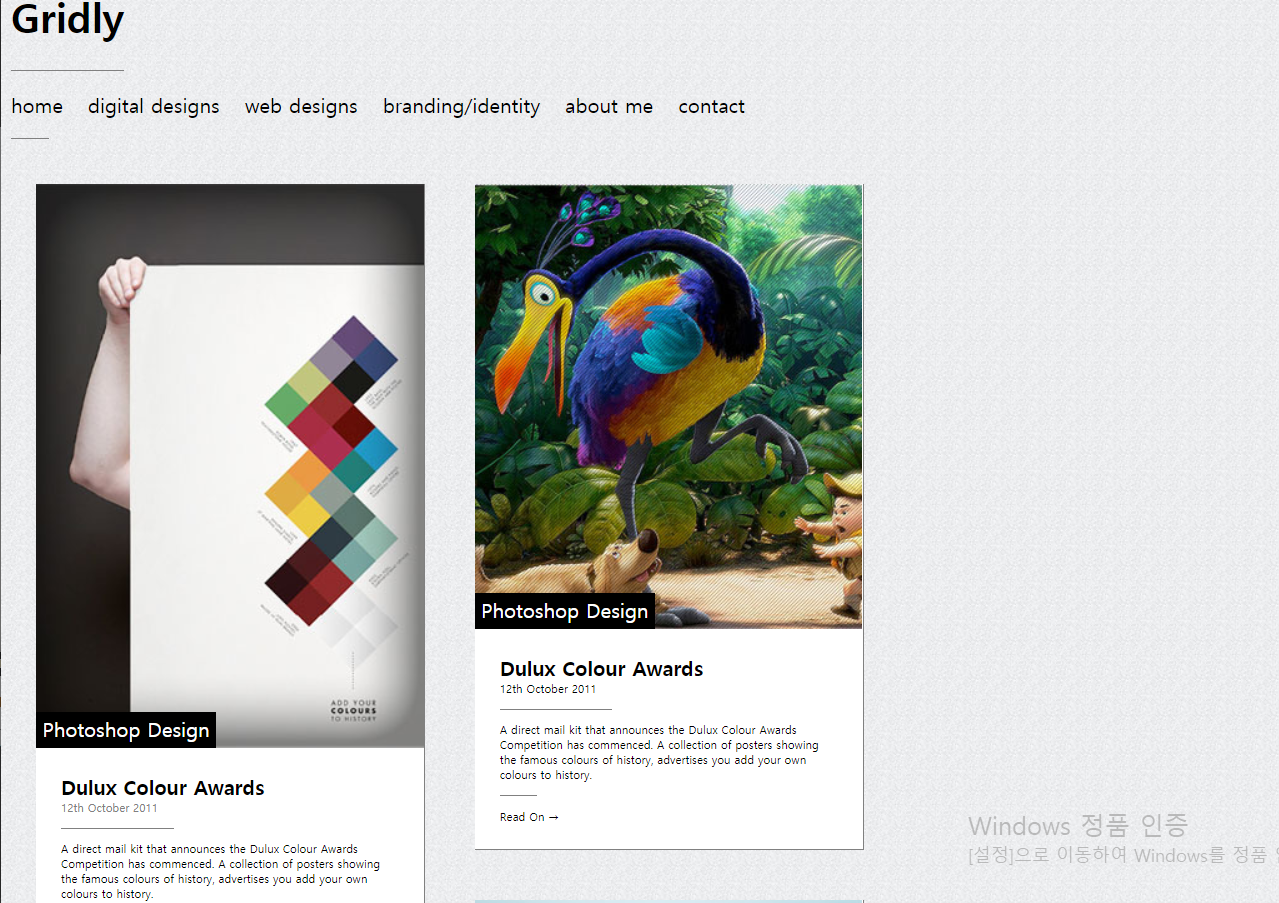 Gridly
home digital designs web designs branding/identity about me contact
ADD YOUR
COLOURS
TO HISTORY
Photoshop Design
Dulux Colour Awards
12th October 2011
A direct mail kit that announces the Dulux Colour Awards
Competition has commenced. A collection of posters showing
the famous colours of history, advertises you add your own
colours to history.
Photoshop Design
Dulux Colour Awards
12th October 2011
A direct mail kit that announces the Dulux Colour Awards
Competition has commenced. A collection of posters showing
the famous colours of history, advertises you add your own
colours to history.
Read On →
Windows 정품 인증
[설정]으로 이동하여 Windows를 정품